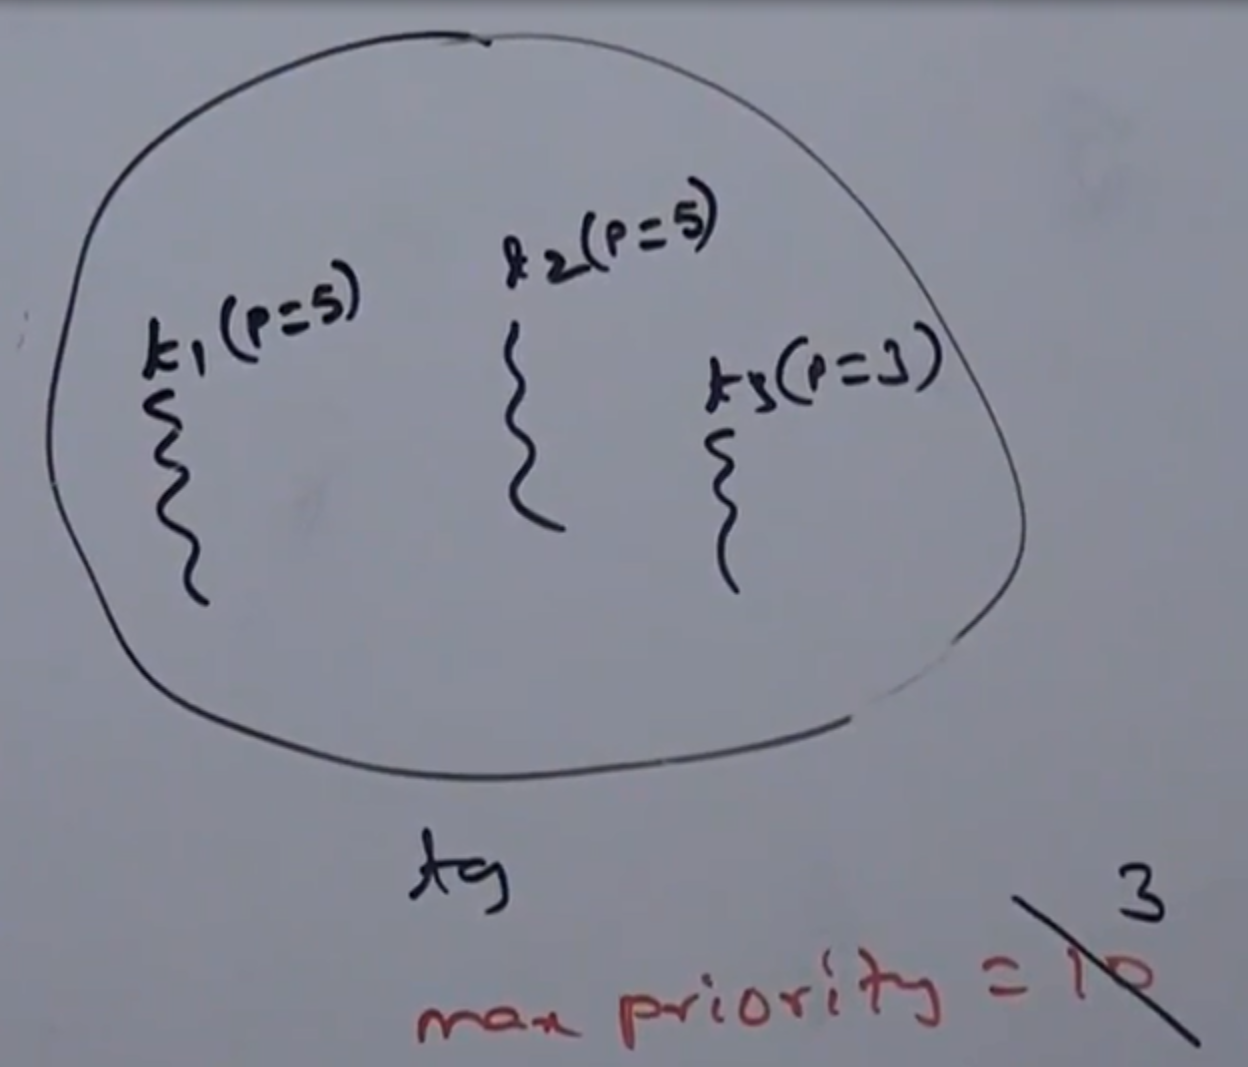 t1 (P=5)
t2 (P=5)
t3 (P=3)
tg
max priority = 10 3